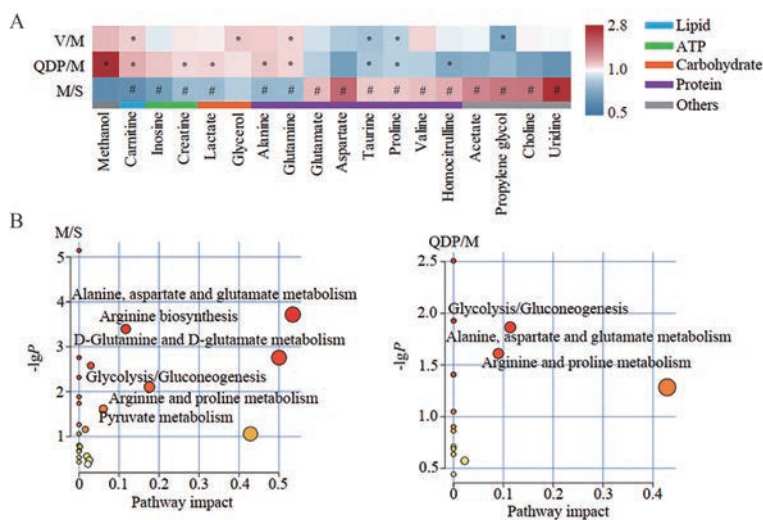 A
V/M
QDP/M
M/S
* * * * * * *
* * * * * * * * *
# # # # # # # # # # # # # # #
Methanol
Carnitine
Inosine
Creatine
Lactate
Glycerol
Alanine
Glutamine
Glutamate
Aspartate
Taurine
Proline
Valine
Homocitrulline
Acetate
Propylene glycol
Choline
Uridine
2.8
1.0
0.5
Lipid
ATP
Carbohydrate
Protein
Others
B
M/S
5
4
3
2
1
-lgP
Alanine, aspartate and glutamate metabolism
Arginine biosynthesis
D-Glutamine and D-glutamate metabolism
Glycolysis/Gluconeogenesis
Arginine and proline metabolism
Pyruvate metabolism
0 0.1 0.2 0.3 0.4 0.5
Pathway impact
QDP/M
2.5
2.0
1.5
1.0
0.5
-lgP
Glycolysis/Gluconeogenesis
Alanine, aspartate and glutamate metabolism
Arginine and proline metabolism
0 0.1 0.2 0.3 0.4
Pathway impact